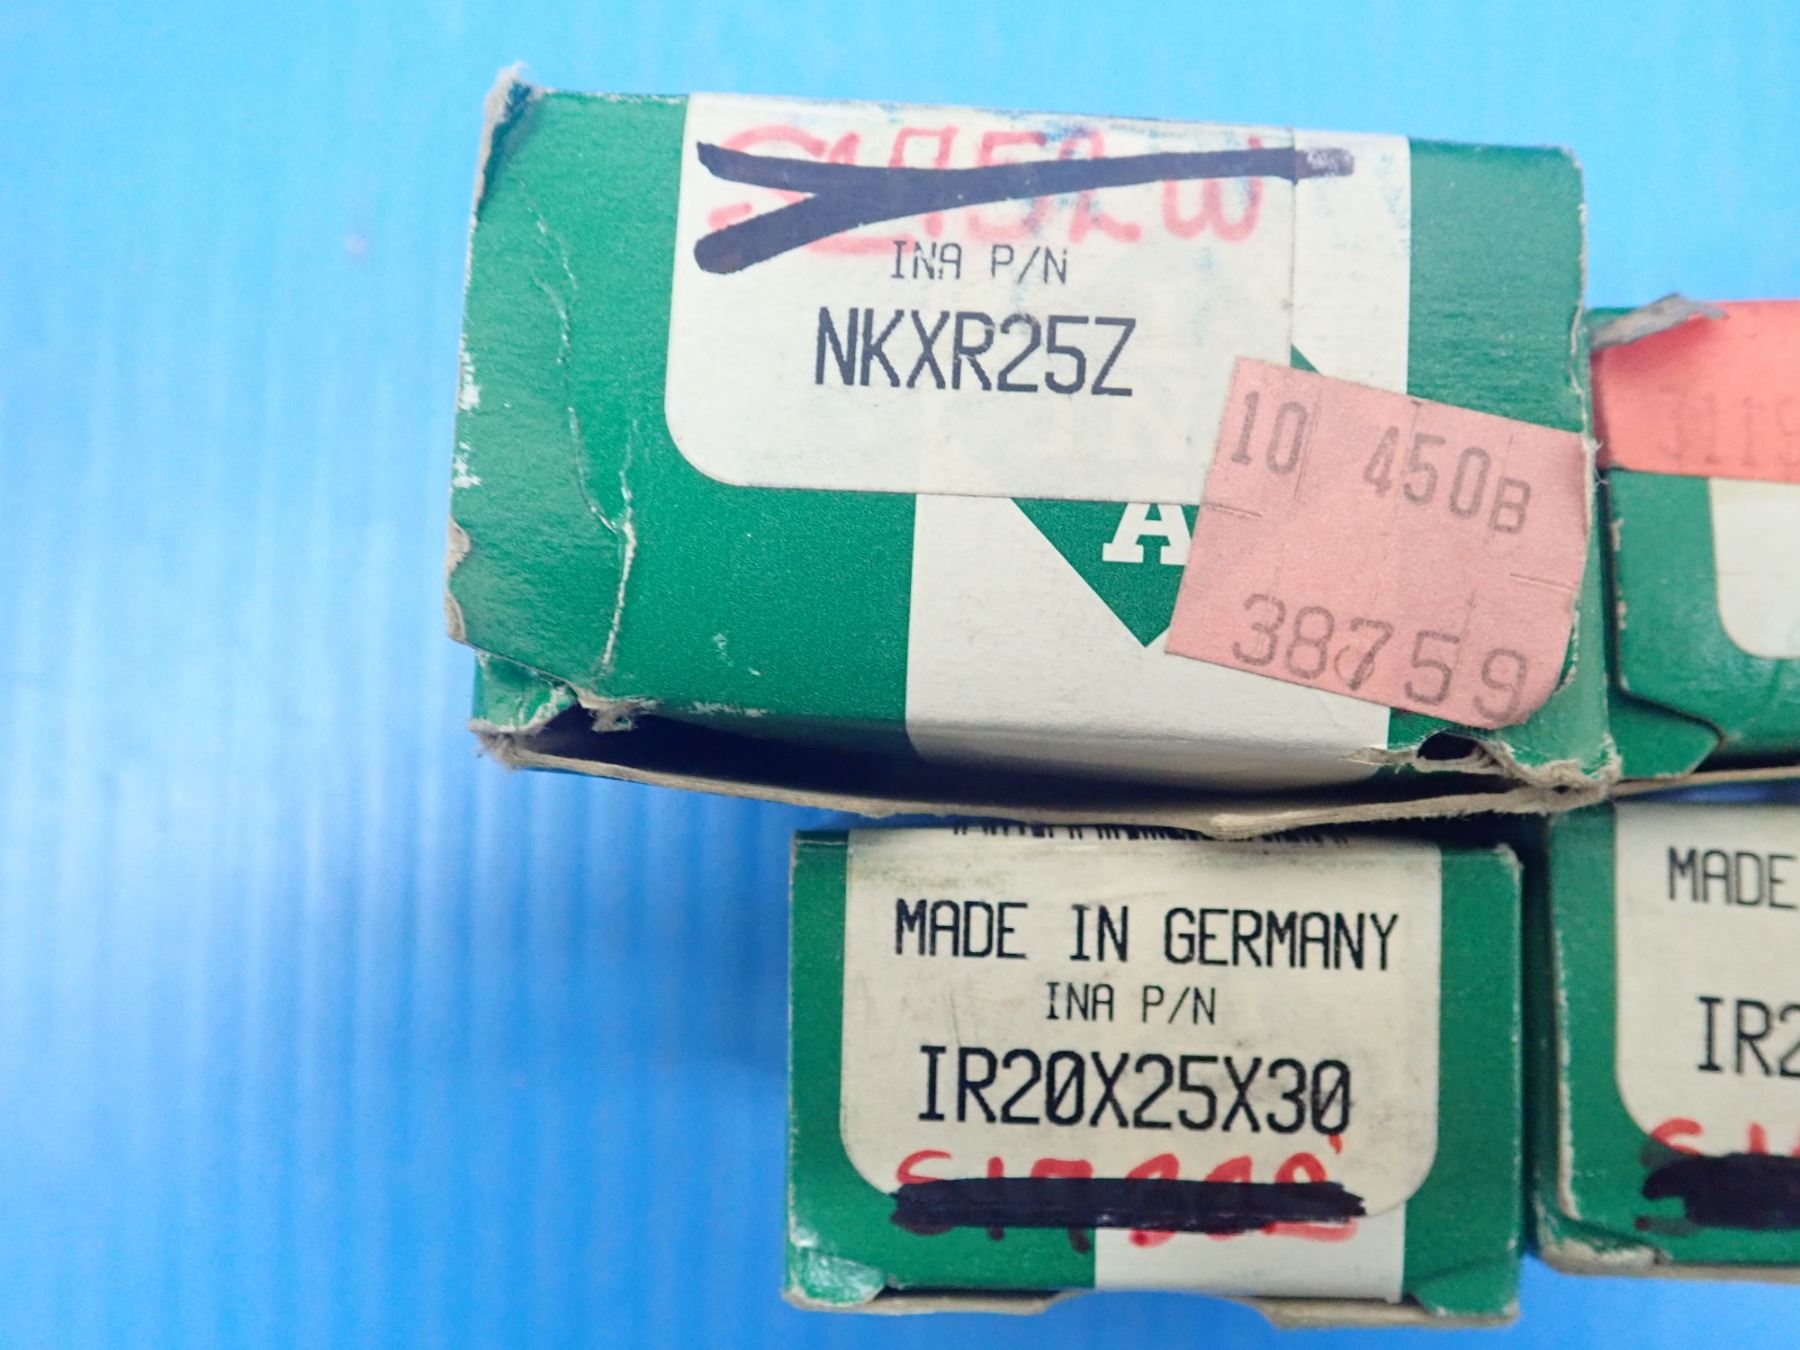 INA P/N
NKXR25Z
10 450B
38759
A
MADE IN GERMANY
INA P/N
IR20X25X30
MADE
IR2